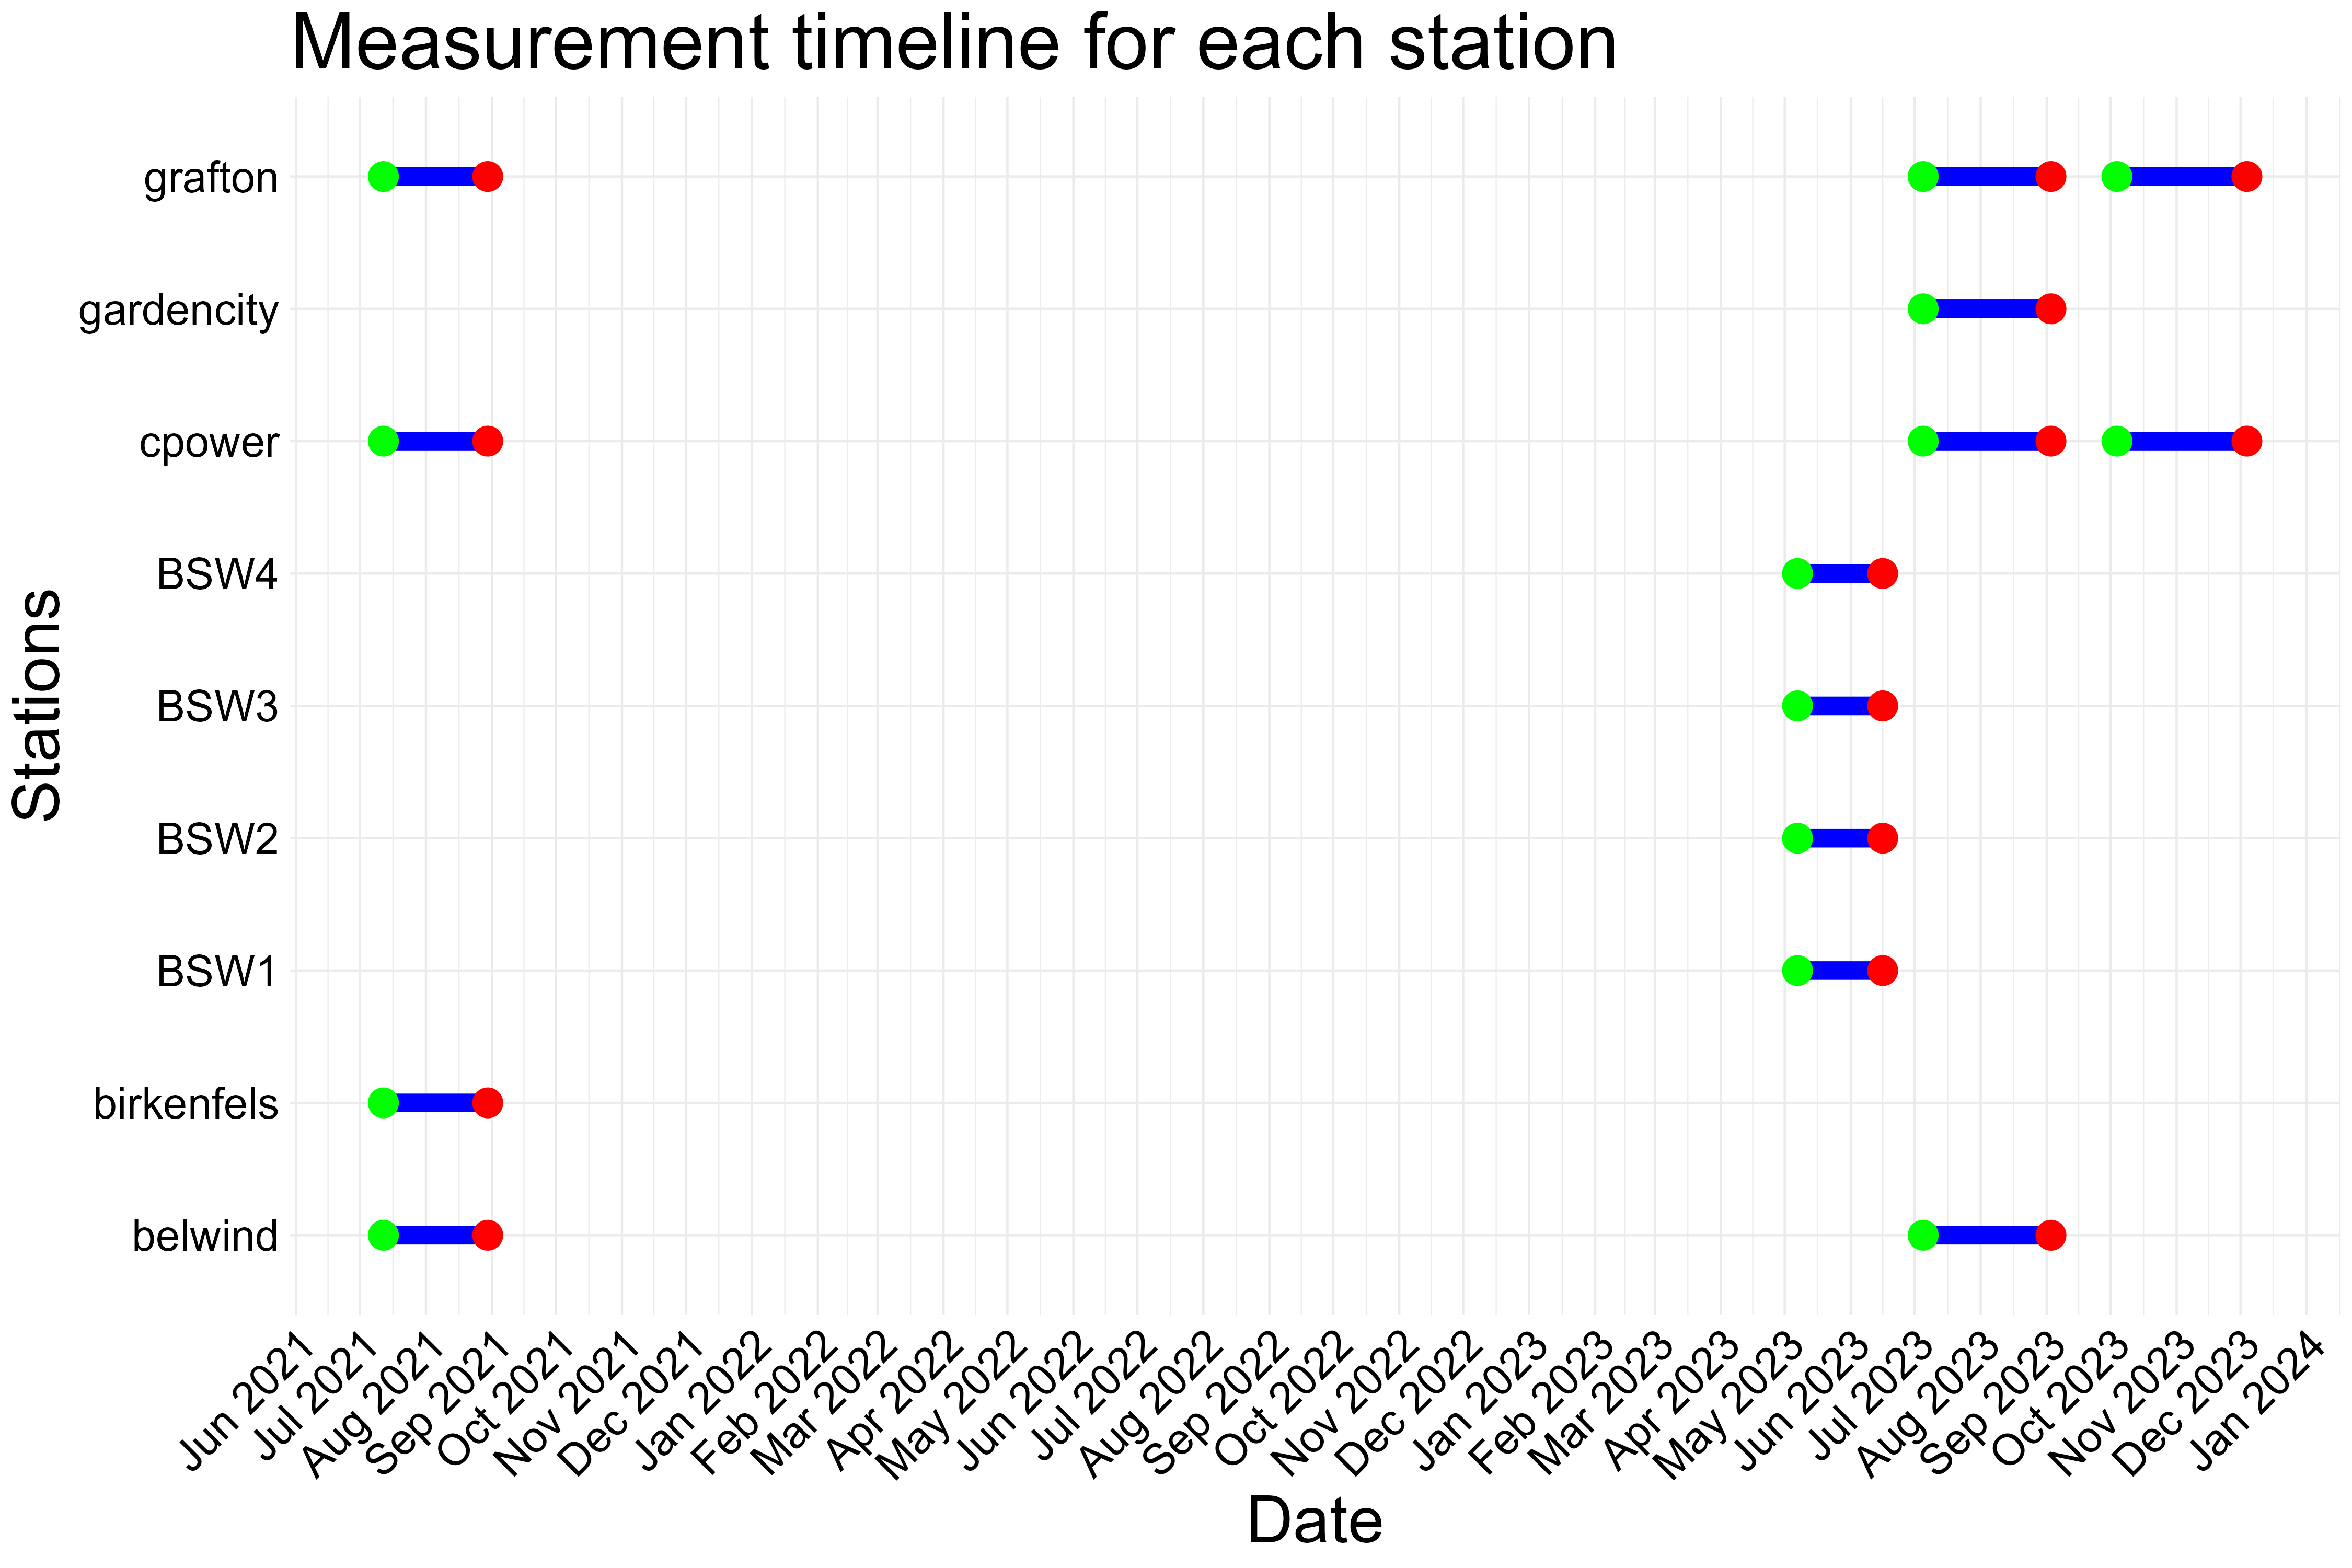 Measurement timeline for each station
Stations
grafton
gardencity
cpower
BSW4
BSW3
BSW2
BSW1
birkenfels
belwind
Jun 2021
Jul 2021
Aug 2021
Sep 2021
Oct 2021
Nov 2021
Dec 2021
Jan 2022
Feb 2022
Mar 2022
Apr 2022
May 2022
Jun 2022
Jul 2022
Aug 2022
Sep 2022
Oct 2022
Nov 2022
Dec 2022
Jan 2023
Feb 2023
Mar 2023
Apr 2023
May 2023
Jun 2023
Jul 2023
Aug 2023
Sep 2023
Oct 2023
Nov 2023
Dec 2023
Jan 2024
Date